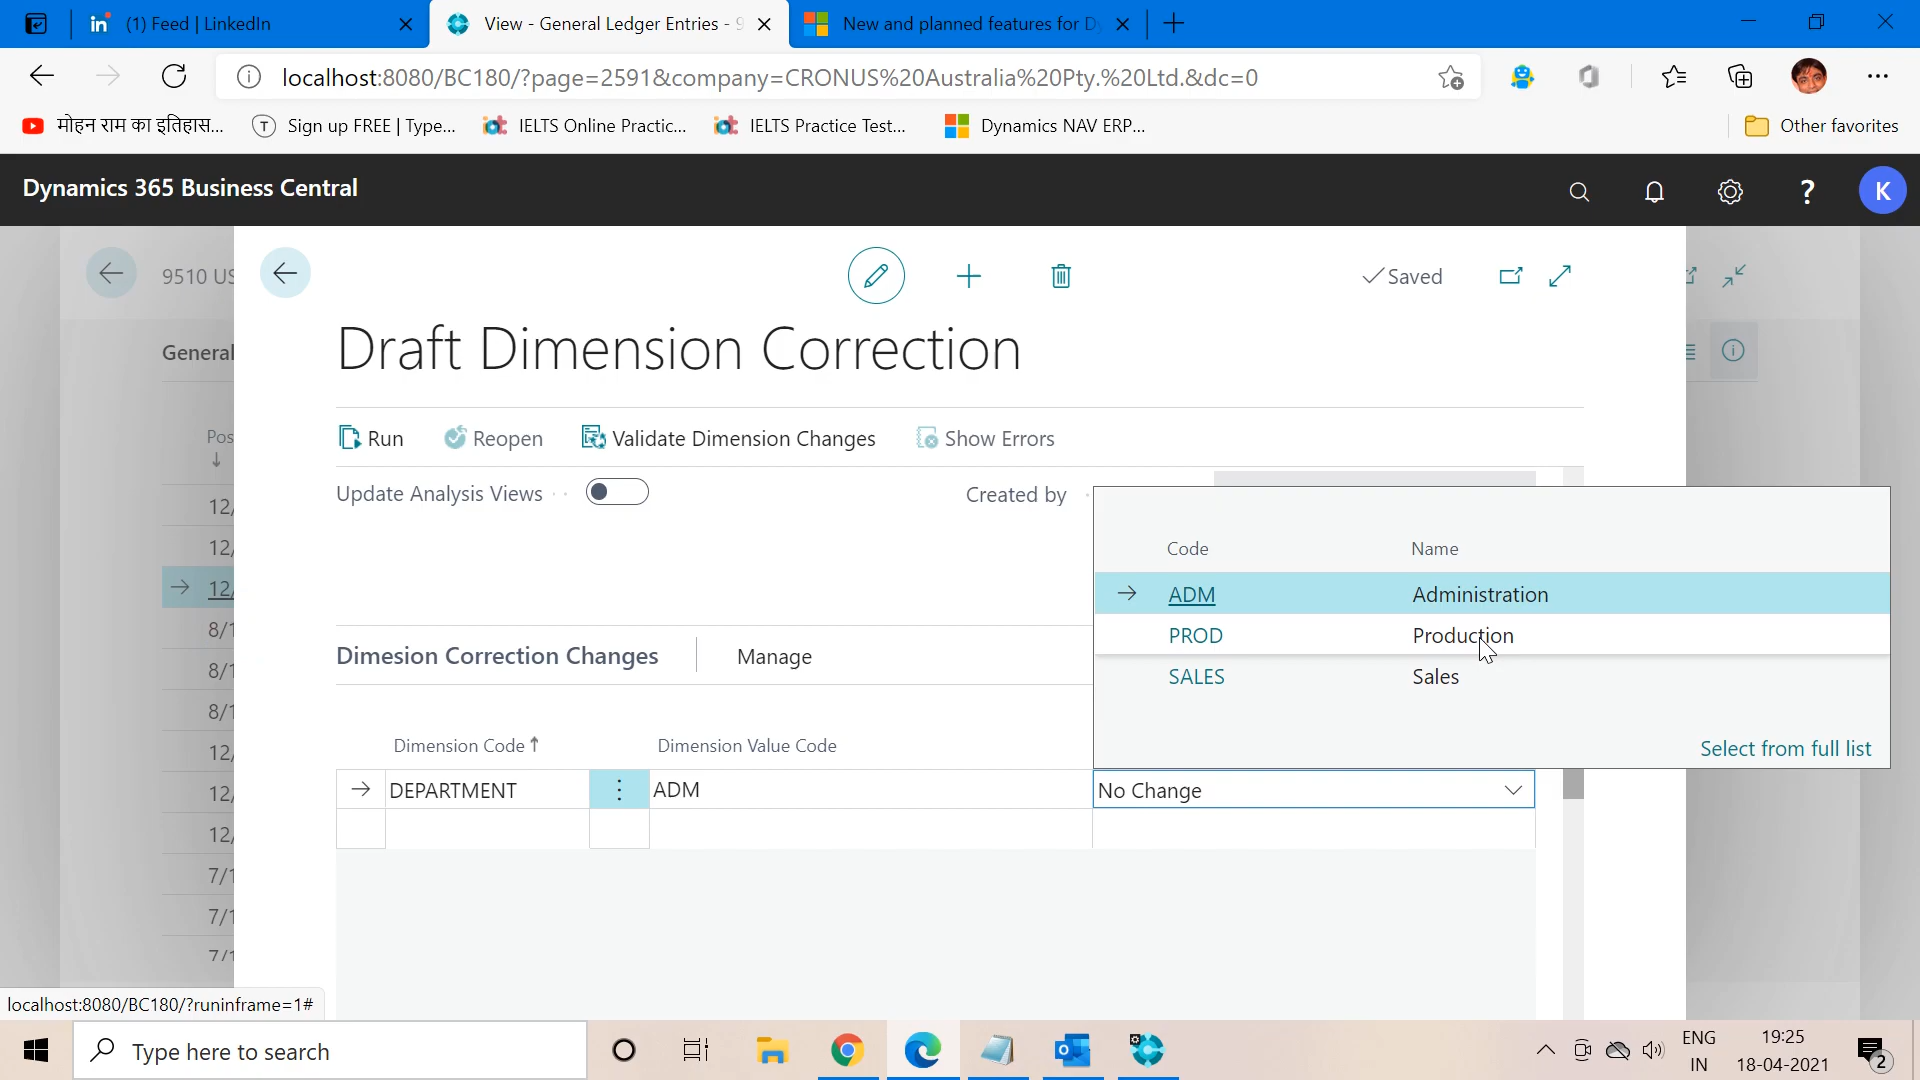 (1) Feed | LinkedIn
View - General Ledger Entries - 9
New and planned features for Dy
localhost:8080/BC180/?page=2591&company=CRONUS%20Australia%20Pty.%20Ltd.&dc=0
मोहन राम का इतिहास...
Sign up FREE | Type...
IELTS Online Practic...
IELTS Practice Test...
Dynamics NAV ERP...
Other favorites
Dynamics 365 Business Central
K
9510 US
Saved
Draft Dimension Correction
General
Run
Reopen
Validate Dimension Changes
Show Errors
Pos
Update Analysis Views
Created by
12/
12/
12/
8/1
8/1
8/1
12/
12/
12/
7/1
7/1
7/1
Code
Name
ADM
Administration
PROD
Production
SALES
Sales
Select from full list
Dimesion Correction Changes
Manage
Dimension Code
Dimension Value Code
DEPARTMENT
ADM
No Change
localhost:8080/BC180/?runinframe=1#
Type here to search
ENG
IN
19:25
18-04-2021
2